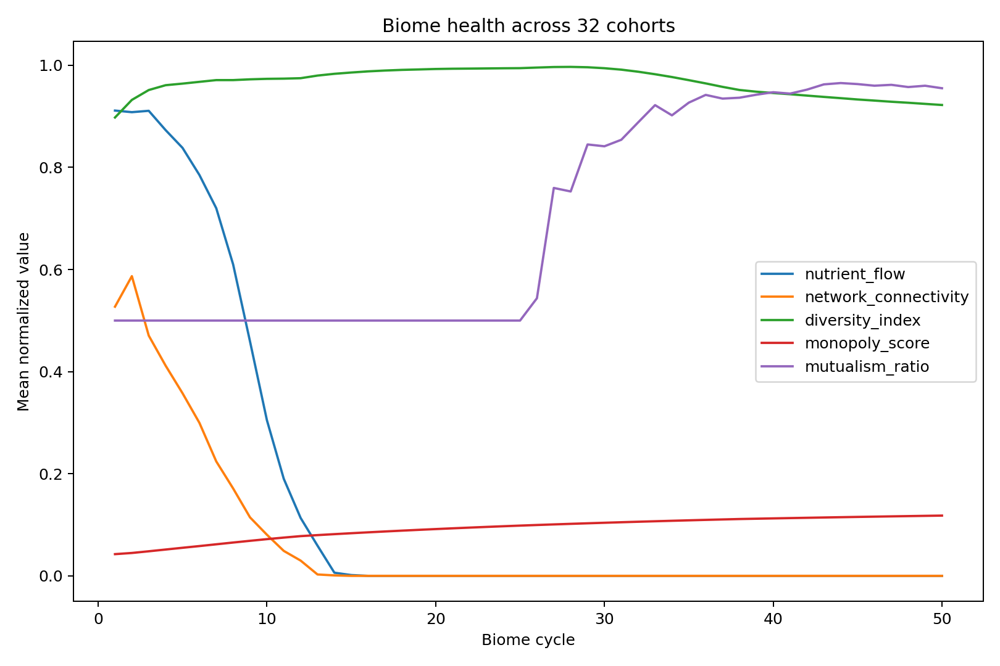 Biome health across 32 cohorts
Mean normalized value
1.0
0.8
0.6
0.4
0.2
0.0
nutrient_flow
network_connectivity
diversity_index
monopoly_score
mutualism_ratio
0 10 20 30 40 50
Biome cycle